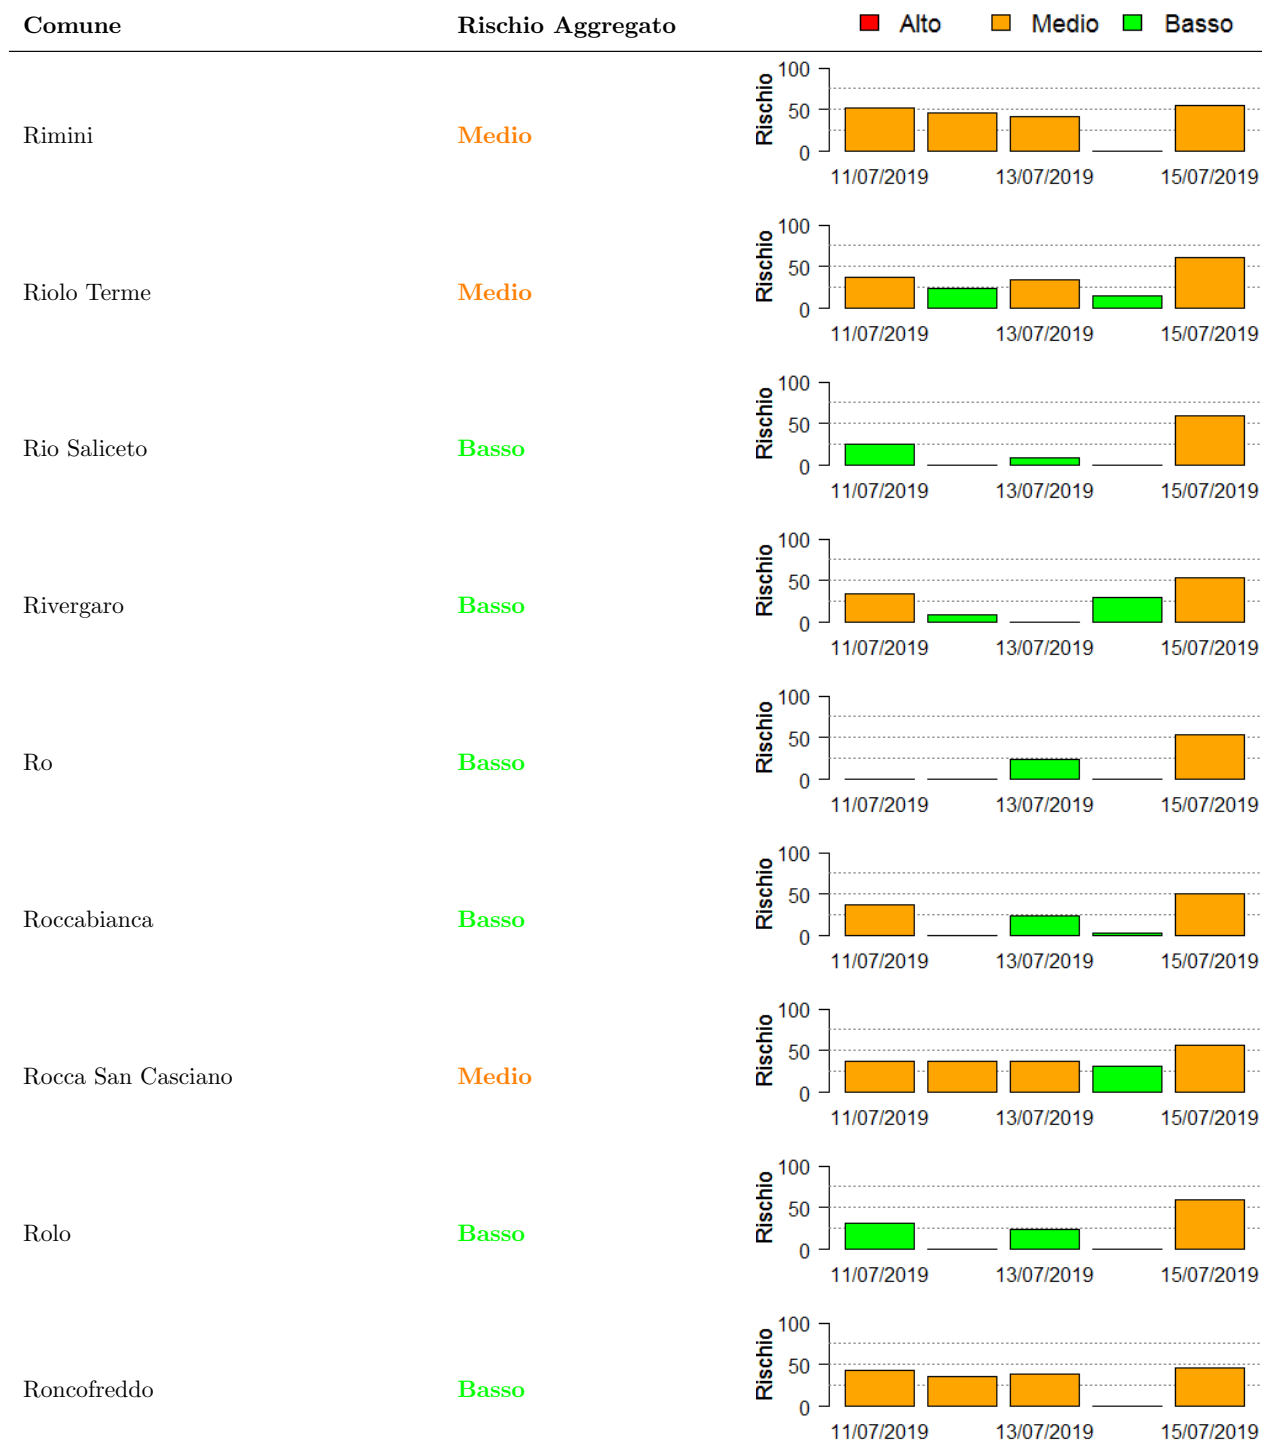 Comune Rischio Aggregato Alto Medio Basso
Rimini Medio
Rischio
100
50
0
11/07/2019 13/07/2019 15/07/2019
Riolo Terme Medio
Rischio
100
50
0
11/07/2019 13/07/2019 15/07/2019
Rio Saliceto Basso
Rischio
100
50
0
11/07/2019 13/07/2019 15/07/2019
Rivergaro Basso
Rischio
100
50
0
11/07/2019 13/07/2019 15/07/2019
Ro Basso
Rischio
100
50
0
11/07/2019 13/07/2019 15/07/2019
Roccabianca Basso
Rischio
100
50
0
11/07/2019 13/07/2019 15/07/2019
Rocca San Casciano Medio
Rischio
100
50
0
11/07/2019 13/07/2019 15/07/2019
Rolo Basso
Rischio
100
50
0
11/07/2019 13/07/2019 15/07/2019
Roncofreddo Basso
Rischio
100
50
0
11/07/2019 13/07/2019 15/07/2019